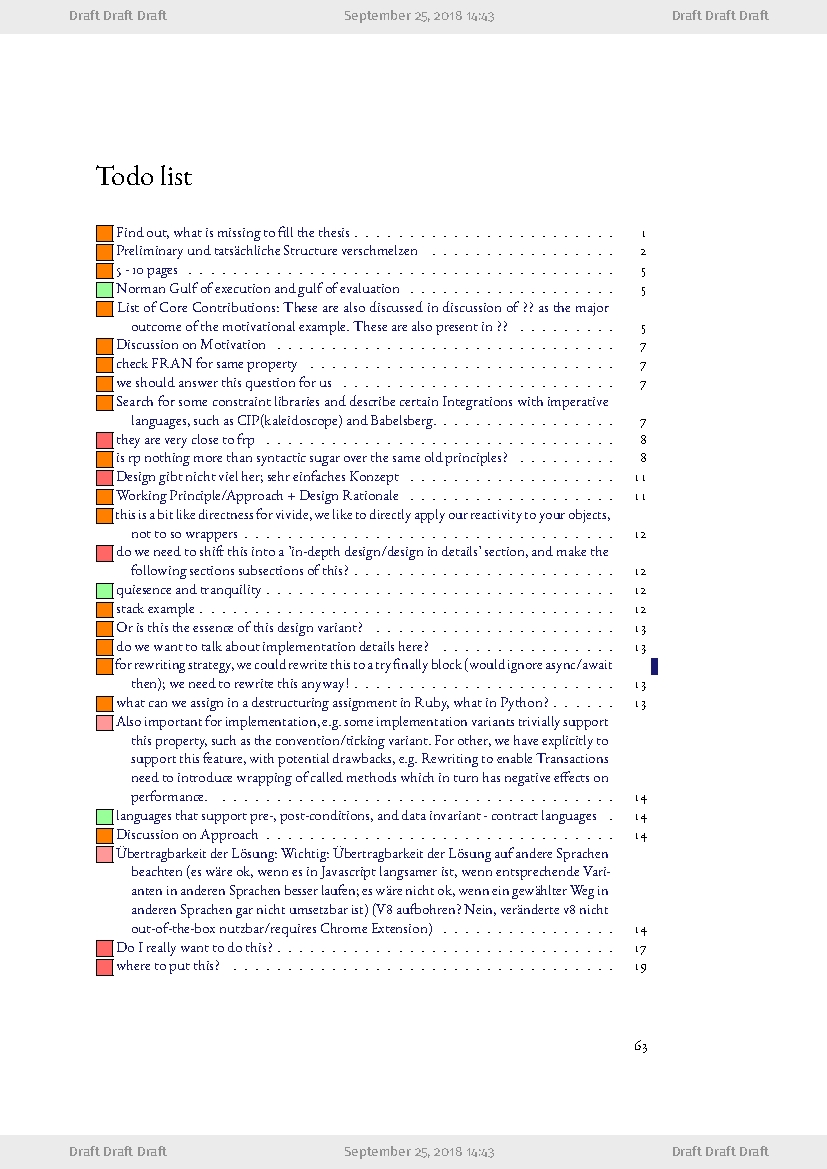 Draft Draft Draft September 25, 2018 14:43 Draft Draft Draft
Todo list
Find out, what is missing to fill the thesis . . . . . . . . . . . . . . . . . . . . . . . . 1
Preliminary und tatsächliche Structure verschmelzen . . . . . . . . . . . . . . . . . 2
5 - 10 pages . . . . . . . . . . . . . . . . . . . . . . . . . . . . . . . . . . . . . . . 5
Norman Gulf of execution and gulf of evaluation . . . . . . . . . . . . . . . . . . . 5
List of Core Contributions: These are also discussed in discussion of ?? as the major
outcome of the motivational example. These are also present in ?? . . . . . . . . . 5
Discussion on Motivation . . . . . . . . . . . . . . . . . . . . . . . . . . . . . . . 7
check FRAN for same property . . . . . . . . . . . . . . . . . . . . . . . . . . . . 7
we should answer this question for us . . . . . . . . . . . . . . . . . . . . . . . . . 7
Search for some constraint libraries and describe certain Integrations with imperative
languages, such as CIP(kaleidoscope) and Babelsberg. . . . . . . . . . . . . . . . . 7
they are very close to frp . . . . . . . . . . . . . . . . . . . . . . . . . . . . . . . . 8
is rp nothing more than syntactic sugar over the same old principles? . . . . . . . . . 8
Design gibt nicht viel her; sehr einfaches Konzept . . . . . . . . . . . . . . . . . . . 11
Working Principle/Approach + Design Rationale . . . . . . . . . . . . . . . . . . . 11
this is a bit like directness for vivide, we like to directly apply our reactivity to your objects,
not to so wrappers . . . . . . . . . . . . . . . . . . . . . . . . . . . . . . . . . . 12
do we need to shift this into a 'in-depth design/design in details' section, and make the
following sections subsections of this? . . . . . . . . . . . . . . . . . . . . . . . . 12
quiesence and tranquility . . . . . . . . . . . . . . . . . . . . . . . . . . . . . . . . 12
stack example . . . . . . . . . . . . . . . . . . . . . . . . . . . . . . . . . . . . . . 12
Or is this the essence of this design variant? . . . . . . . . . . . . . . . . . . . . . . 13
do we want to talk about implementation details here? . . . . . . . . . . . . . . . . 13
for rewriting strategy, we could rewrite this to a try finally block (would ignore async/await
then); we need to rewrite this anyway! . . . . . . . . . . . . . . . . . . . . . . . . 13
what can we assign in a destructuring assignment in Ruby, what in Python? . . . . . . 13
Also important for implementation, e.g. some implementation variants trivially support
this property, such as the convention/ticking variant. For other, we have explicitly to
support this feature, with potential drawbacks, e.g. Rewriting to enable Transactions
need to introduce wrapping of called methods which in turn has negative effects on
performance. . . . . . . . . . . . . . . . . . . . . . . . . . . . . . . . . . . . . 14
languages that support pre-, post-conditions, and data invariant - contract languages . 14
Discussion on Approach . . . . . . . . . . . . . . . . . . . . . . . . . . . . . . . . 14
Übertragbarkeit der Lösung: Wichtig: Übertragbarkeit der Lösung auf andere Sprachen
beachten (es wäre ok, wenn es in Javascript langsamer ist, wenn entsprechende Vari-
anten in anderen Sprachen besser laufen; es wäre nicht ok, wenn ein gewählter Weg in
anderen Sprachen gar nicht umsetzbar ist) (V8 aufbohren? Nein, veränderte v8 nicht
out-of-the-box nutzbar/requires Chrome Extension) . . . . . . . . . . . . . . . . 14
Do I really want to do this? . . . . . . . . . . . . . . . . . . . . . . . . . . . . . . . 17
where to put this? . . . . . . . . . . . . . . . . . . . . . . . . . . . . . . . . . . . 19
63
Draft Draft Draft September 25, 2018 14:43 Draft Draft Draft